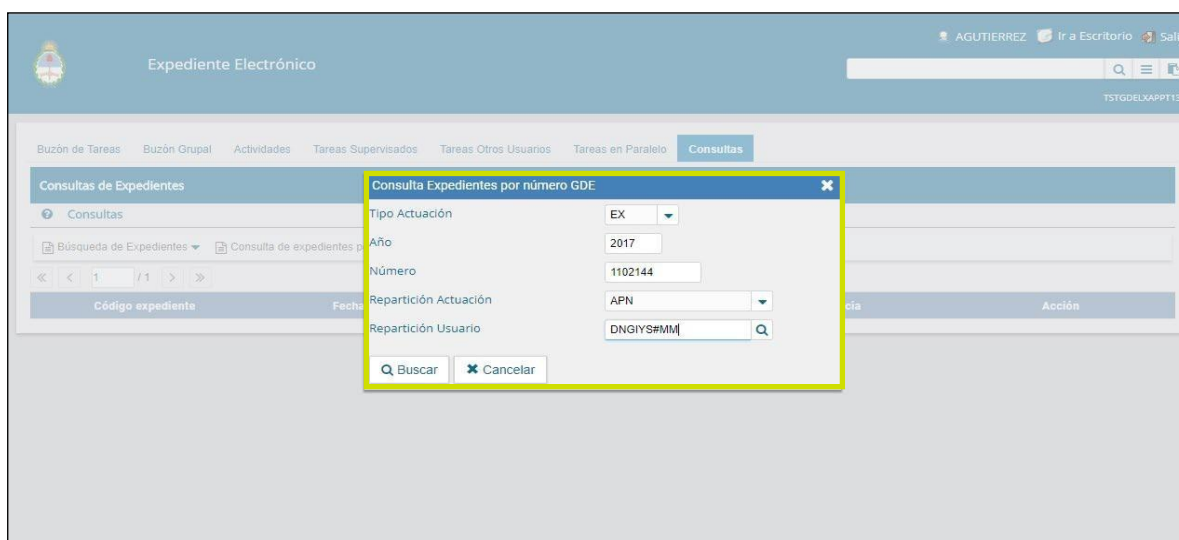 AGUTIERREZ Ir a Escritorio
Expediente Electrónico
TSTGDELXAPPT13
Buzón de Tareas Buzón Grupal Actividades Tareas Supervisados Tareas Otros Usuarios Tareas en Paralelo Consultas
Consultas de Expedientes
Consulta Expedientes por número GDE
Consultas
Tipo Actuación EX
Búsqueda de Expedientes Consulta de expedientes
Año 2017
1 / 1
Número 1102144
Código expediente
Repartición Actuación APN
Acción
Repartición Usuario DNGIYS#MM
Buscar Cancelar